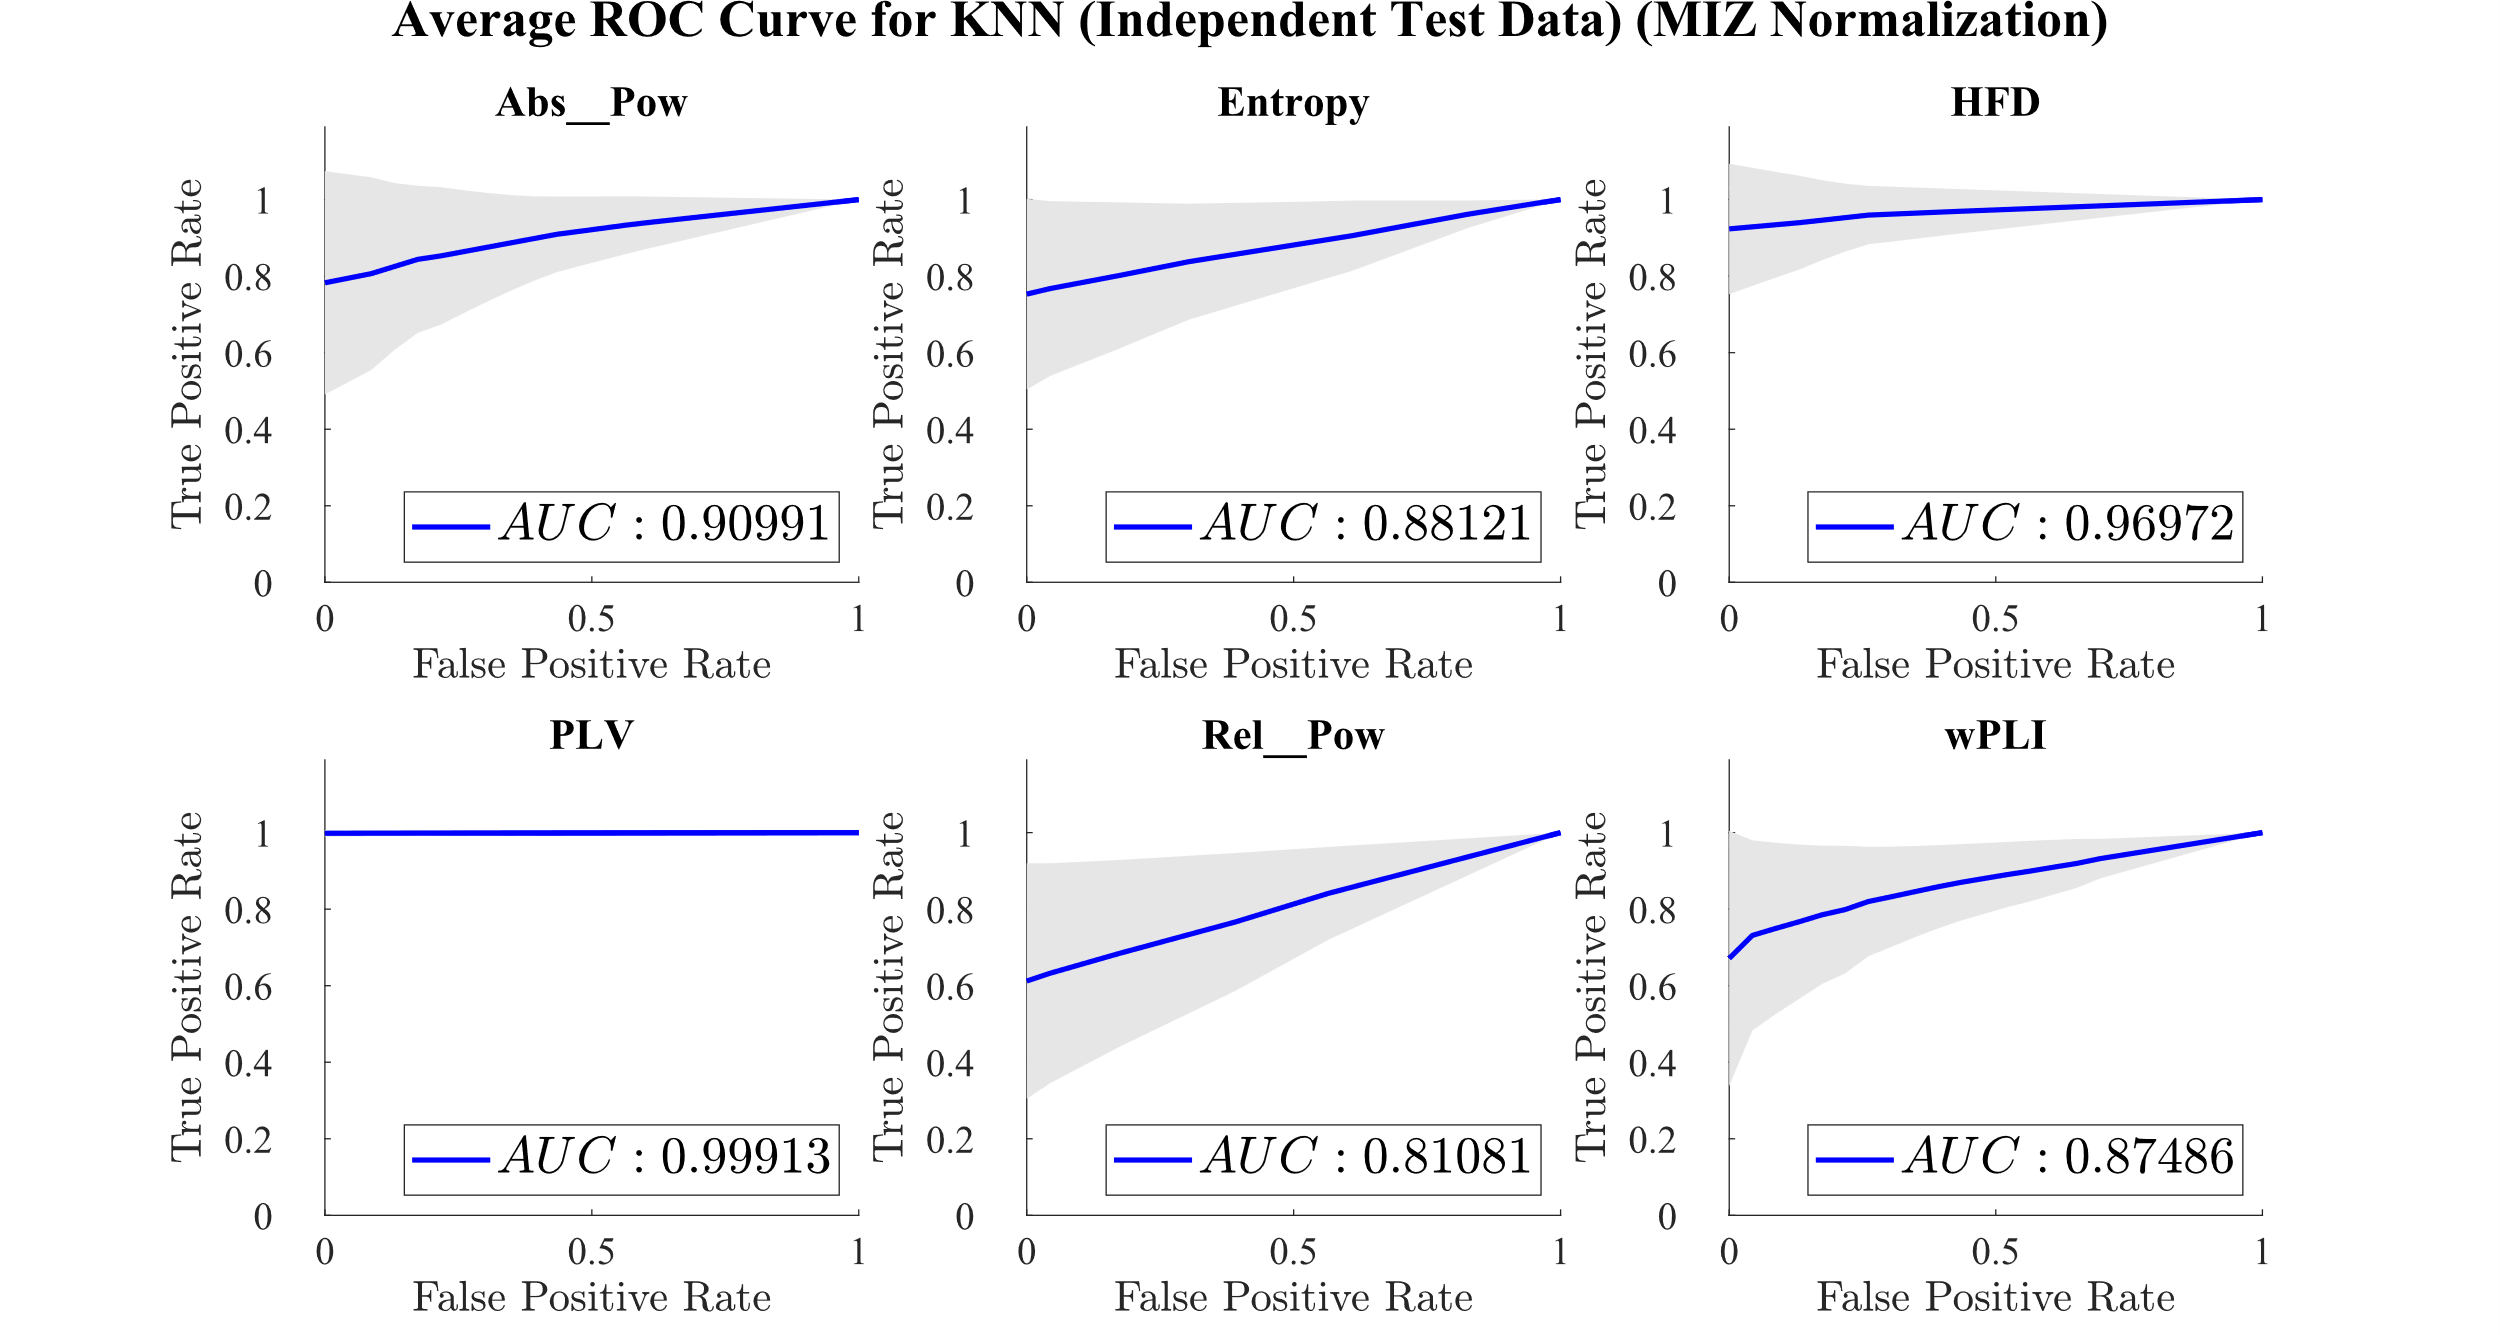 Average ROC Curve for KNN (Independent Test Data) (MIZ Normalization)
Abs__Pow
True Positive Rate
1
0.8
0.6
0.4
0.2
0
AUC : 0.90991
0 0.5 1
False Positive Rate
Entropy
True Positive Rate
1
0.8
0.6
0.4
0.2
0
AUC : 0.88121
0 0.5 1
False Positive Rate
HFD
True Positive Rate
1
0.8
0.6
0.4
0.2
0
AUC : 0.96972
0 0.5 1
False Positive Rate
PLV
True Positive Rate
1
0.8
0.6
0.4
0.2
0
AUC : 0.99913
0 0.5 1
False Positive Rate
Rel__Pow
True Positive Rate
1
0.8
0.6
0.4
0.2
0
AUC : 0.81081
0 0.5 1
False Positive Rate
wPLI
True Positive Rate
1
0.8
0.6
0.4
0.2
0
AUC : 0.87486
0 0.5 1
False Positive Rate